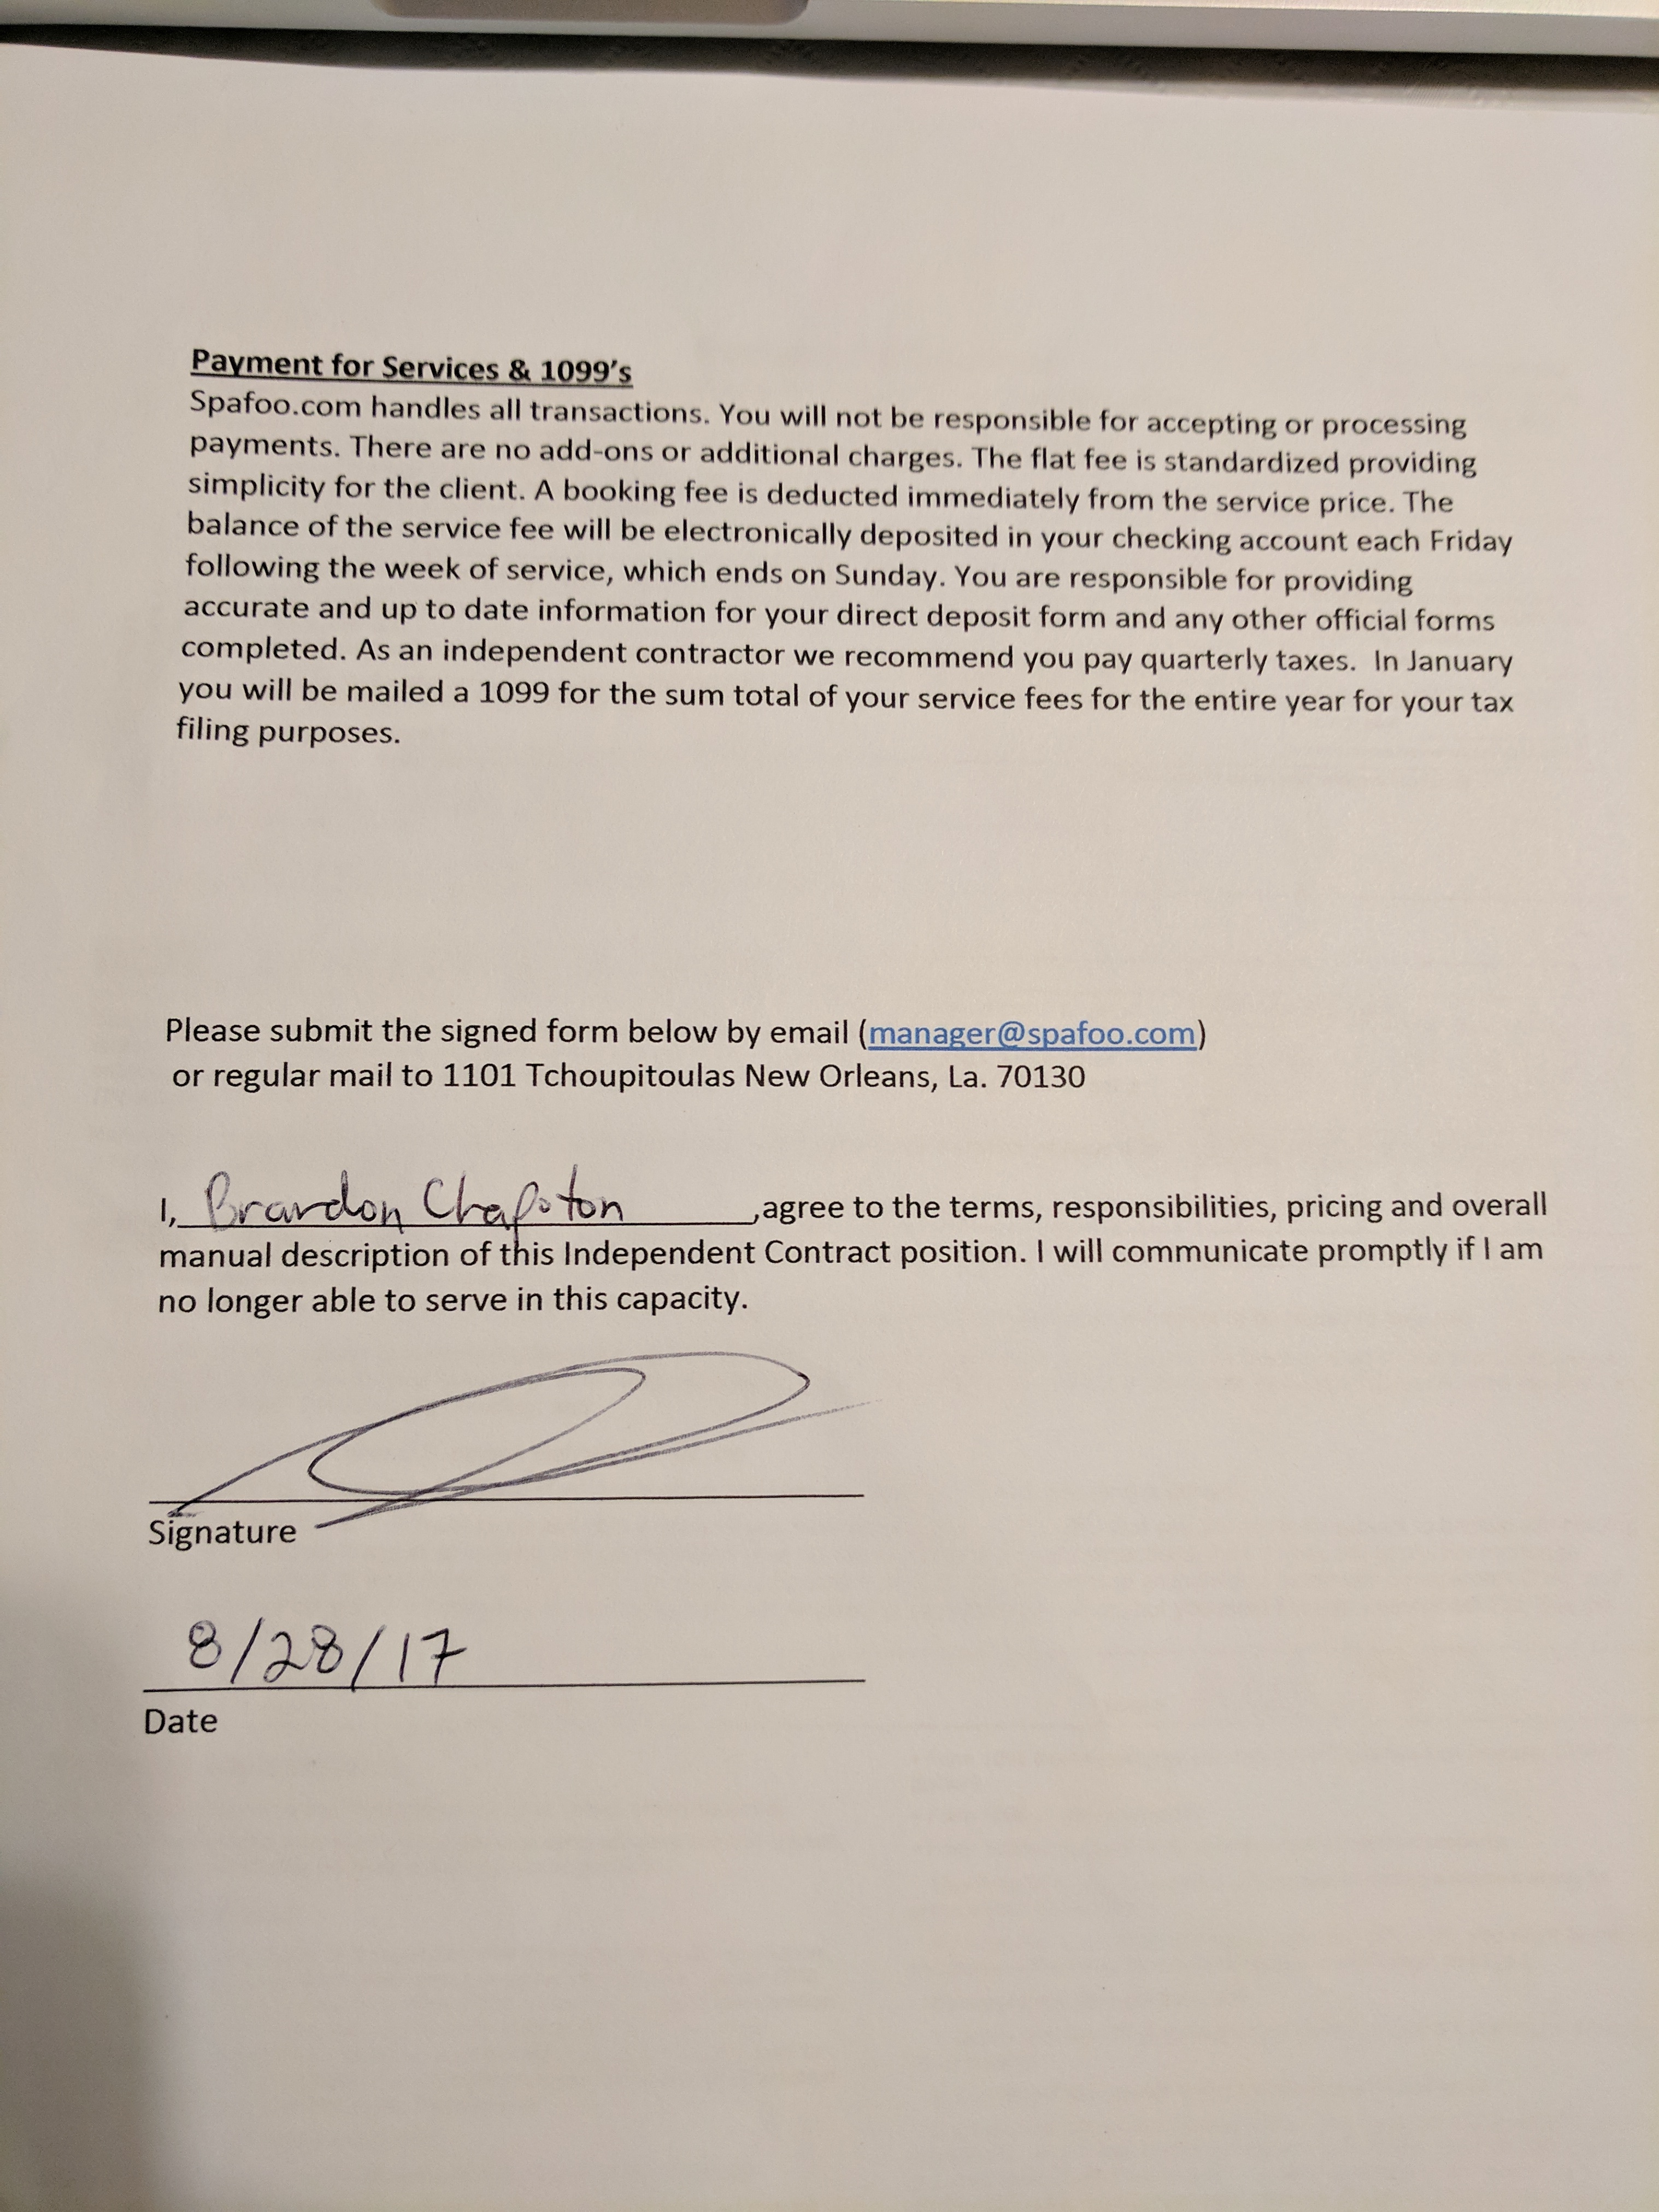 Payment for Services & 1099's
Spafoo.com handles all transactions. You will not be responsible for accepting or processing
payments. There are no add-ons or additional charges. The flat fee is standardized providing
simplicity for the client. A booking fee is deducted immediately from the service price. The
balance of the service fee will be electronically deposited in your checking account each Friday
following the week of service, which ends on Sunday. You are responsible for providing
accurate and up to date information for your direct deposit form and any other official forms
completed. As an independent contractor we recommend you pay quarterly taxes.  In January
you will be mailed a 1099 for the sum total of your service fees for the entire year for your tax
filing purposes.
Please submit the signed form below by email (manager@spafoo.com)
or regular mail to 1101 Tchoupitoulas New Orleans, La. 70130
I, Brandon Chapoton ,agree to the terms, responsibilities, pricing and overall
manual description of this Independent Contract position. I will communicate promptly if I am
no longer able to serve in this capacity.
Signature
8/28/17
Date